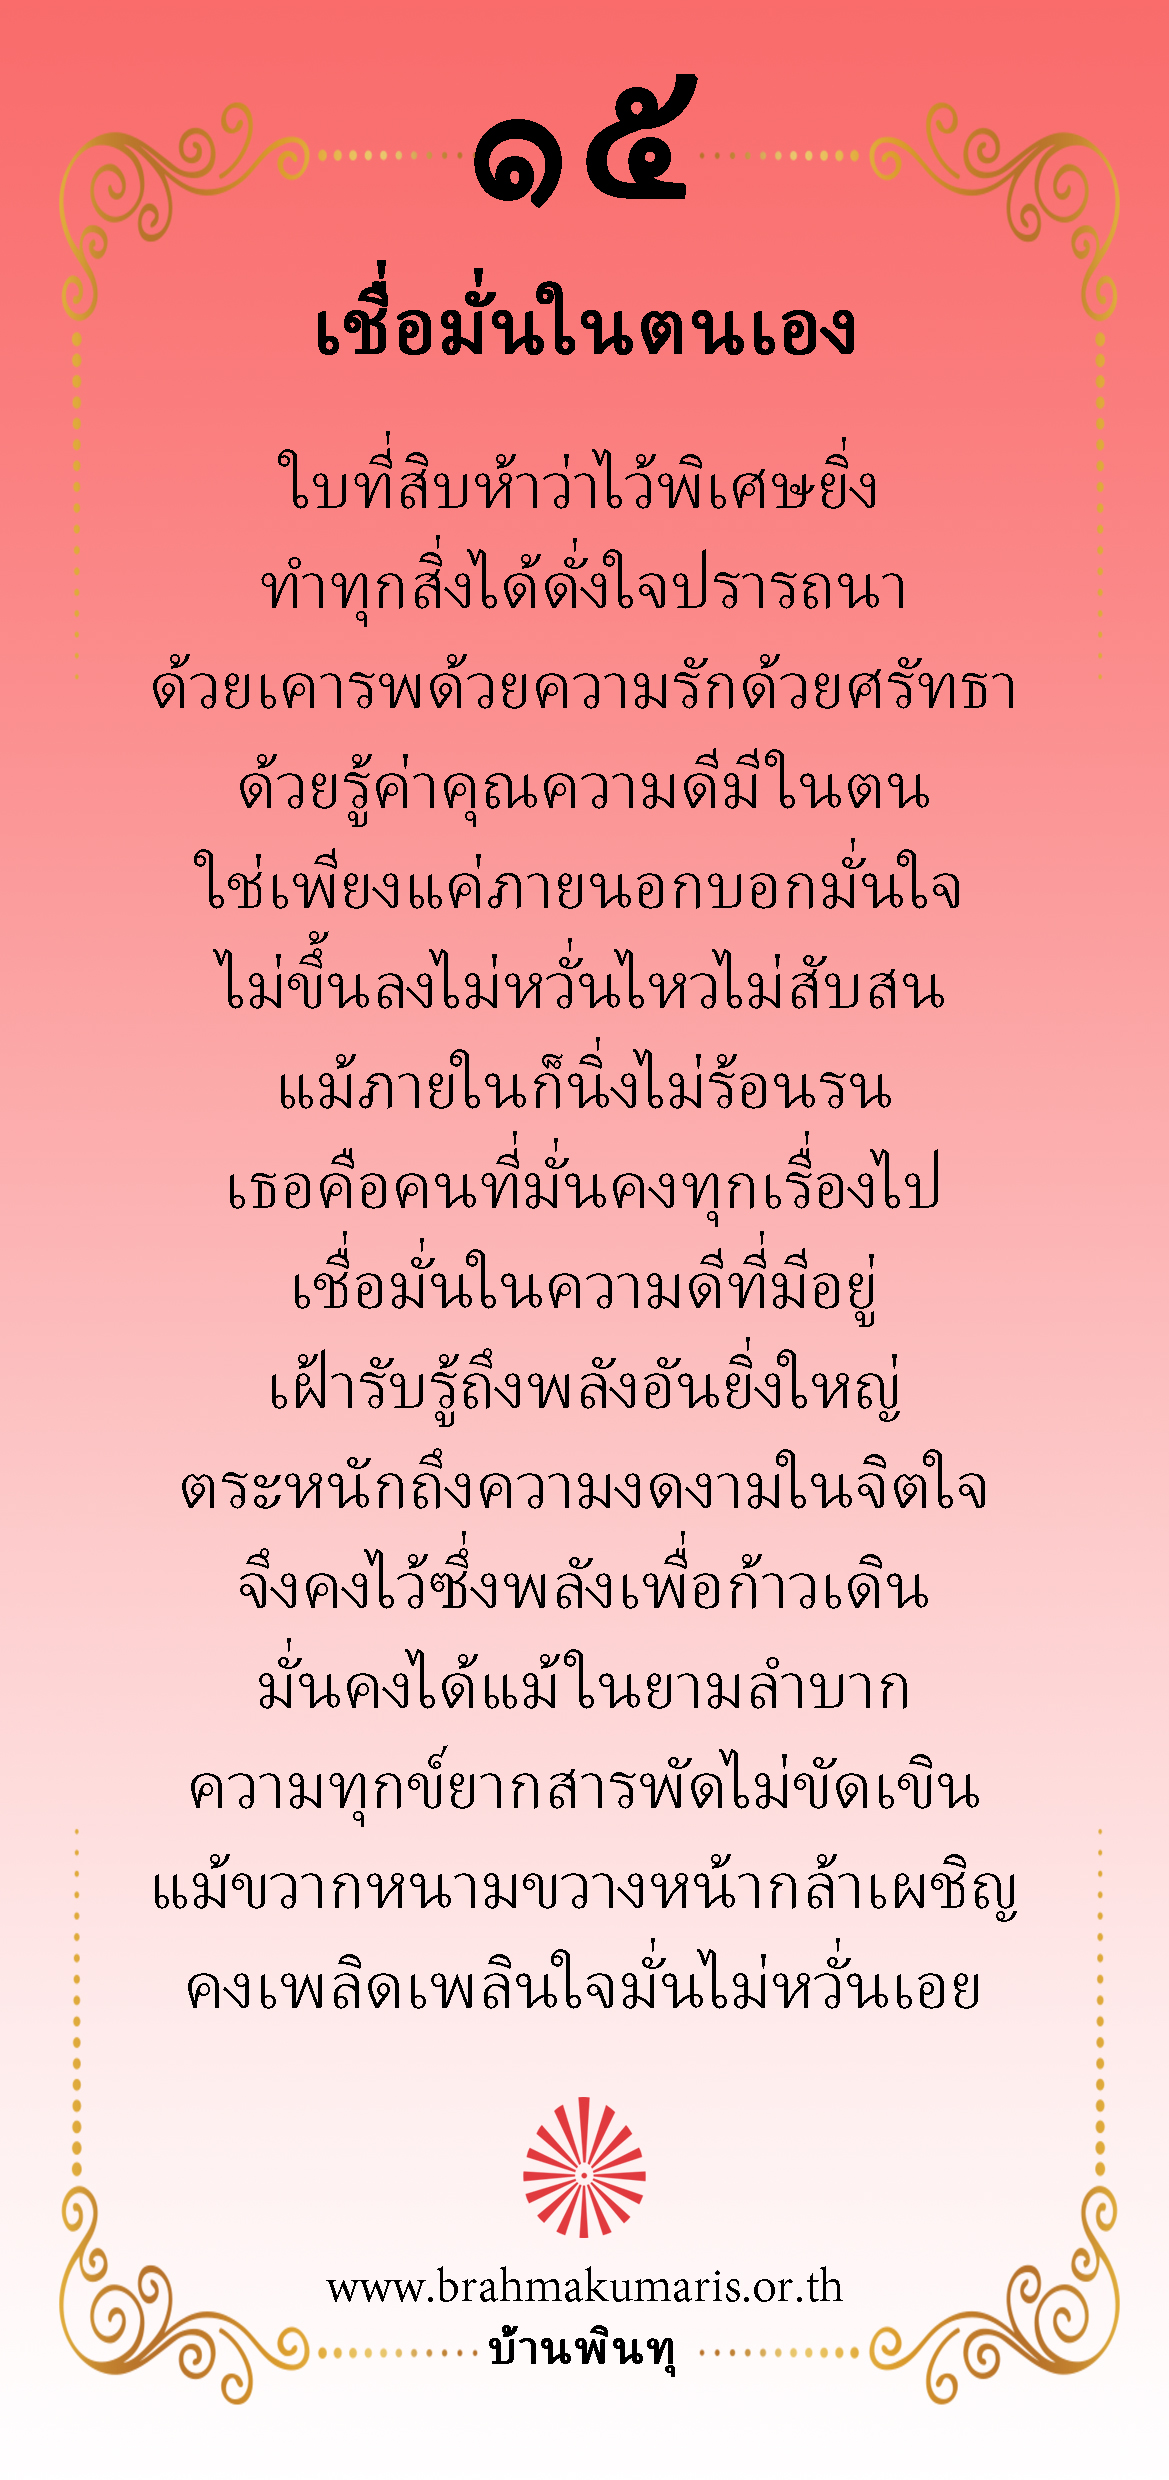 ๑๕
เชื่อมั่นในตนเอง
ใบที่สิบห้าว่าไว้พิเศษยิ่ง
ทำทุกสิ่งได้ดั่งใจปรารถนา
ด้วยเคารพด้วยความรักด้วยศรัทธา
ด้วยรู้ค่าคุณความดีมีในตน
ใช่เพียงแค่ภายนอกบอกมั่นใจ
ไม่ขึ้นลงไม่หวั่นไหวไม่สับสน
แม้ภายในก็นิ่งไม่ร้อนรน
เธอคือคนที่มั่นคงทุกเรื่องไป
เชื่อมั่นในความดีที่มีอยู่
เฝ้ารับรู้ถึงพลังอันยิ่งใหญ่
ตระหนักถึงความงดงามในจิตใจ
จึงคงไว้ซึ่งพลังเพื่อก้าวเดิน
มั่นคงได้แม้ในยามลำบาก
ความทุกข์ยากสารพัดไม่ขัดเขิน
แม้ขวากหนามขวางหน้ากล้าเผชิญ
คงเพลิดเพลินใจมั่นไม่หวั่นเอย
www.brahmakumaris.or.th
บ้านพินทุ